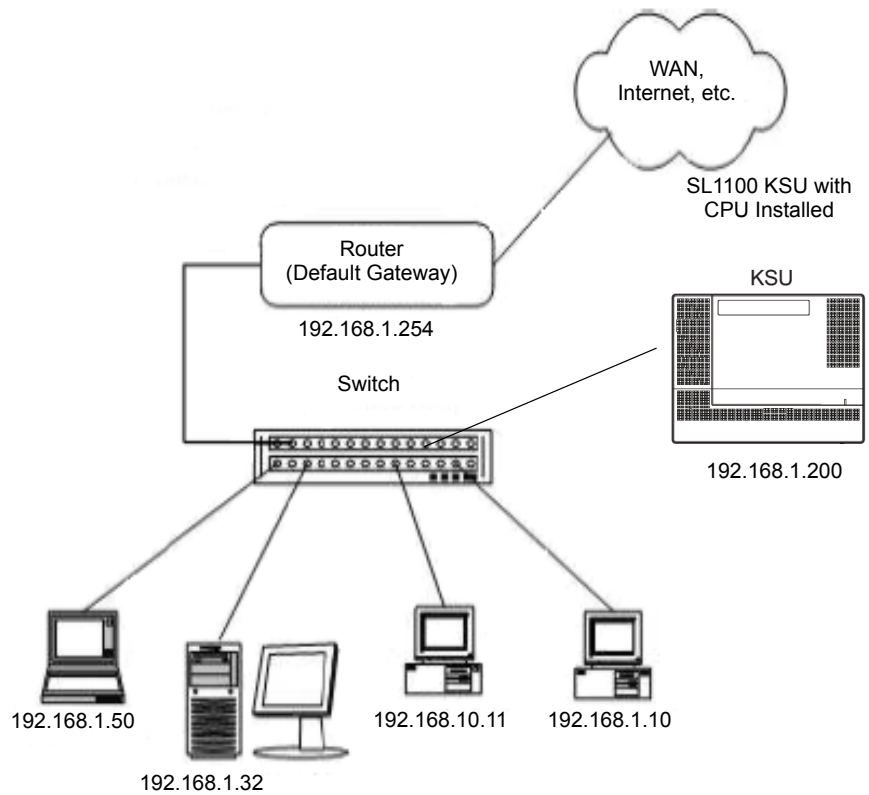 WAN,
Internet, etc.
SL1100 KSU with
CPU Installed
Router
(Default Gateway)
KSU
192.168.1.254
Switch
192.168.1.200
192.168.1.50
192.168.10.11
192.168.1.10
192.168.1.32